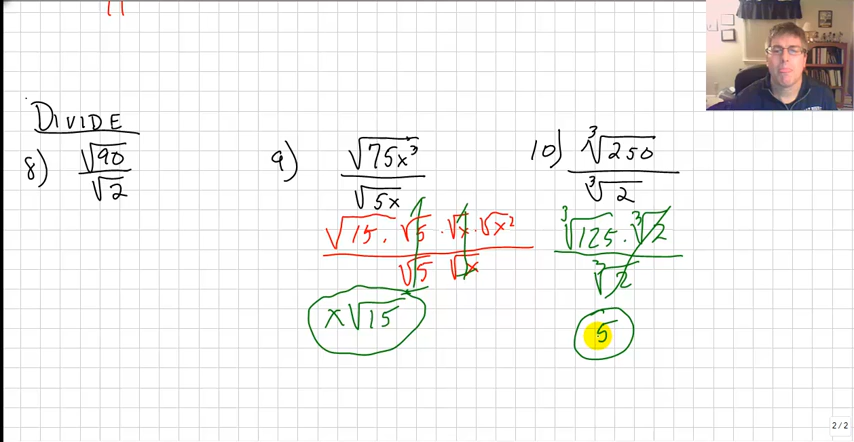 11
DIVIDE
8) √90 / √2
9) √75x³ / √5x
10) ∛250 / ∛2
√15 · √5 · √x · √x² / √5 √x
∛125 · ∛2 / ∛2
x√15
5
2/2